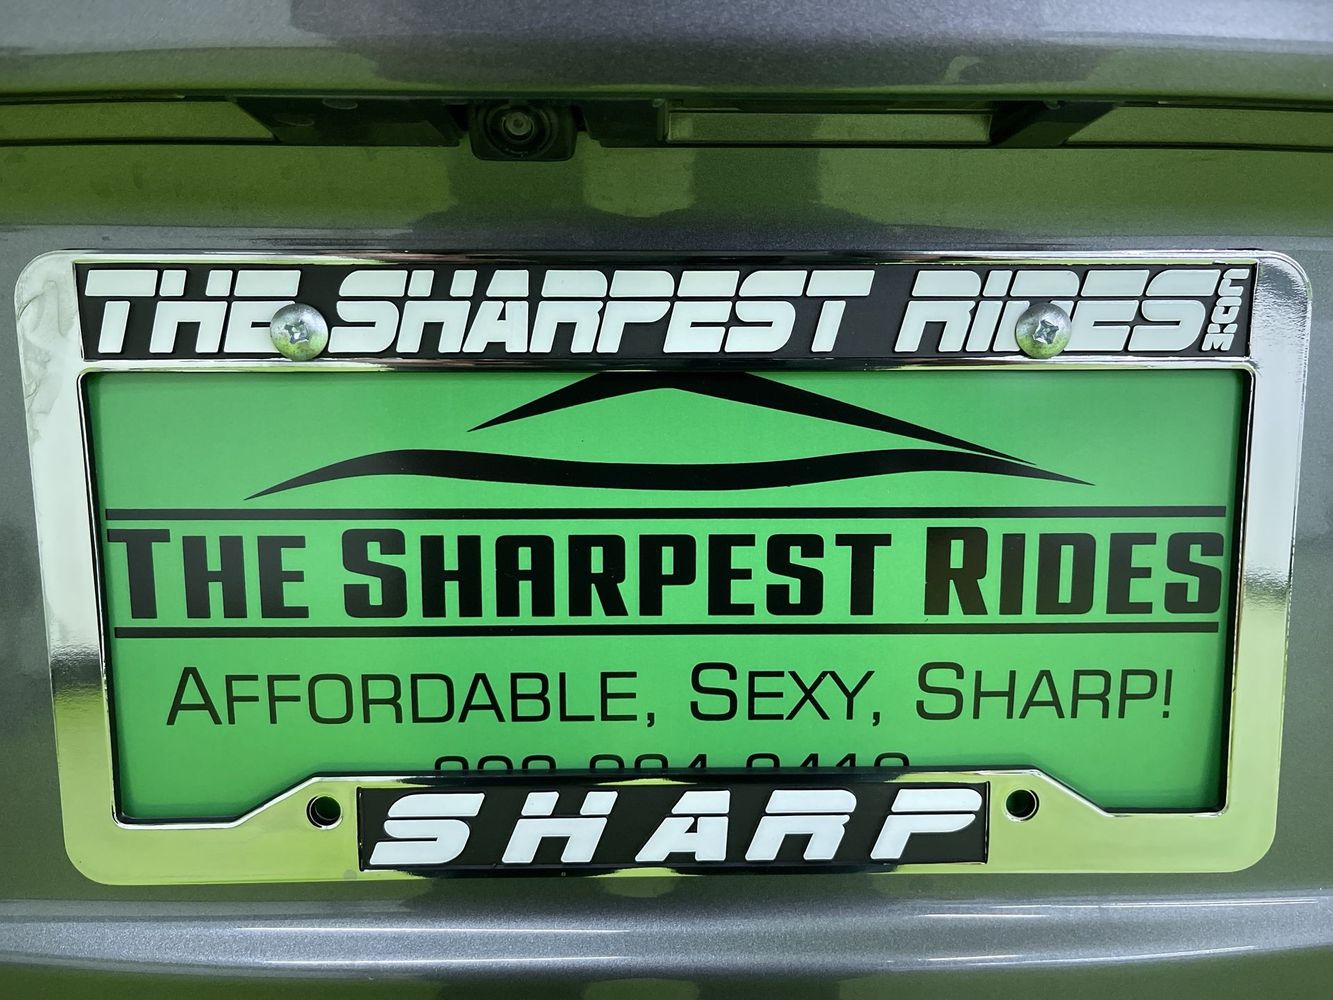 THE SHARPEST RIDES.COM
THE SHARPEST RIDES
AFFORDABLE, SEXY, SHARP!
SHARP